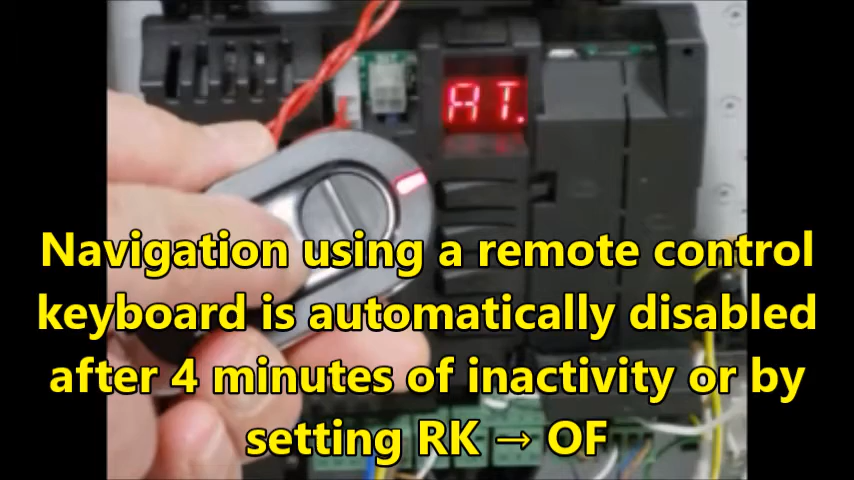 AT.
Navigation using a remote control
keyboard is automatically disabled
after 4 minutes of inactivity or by
setting RK → OF